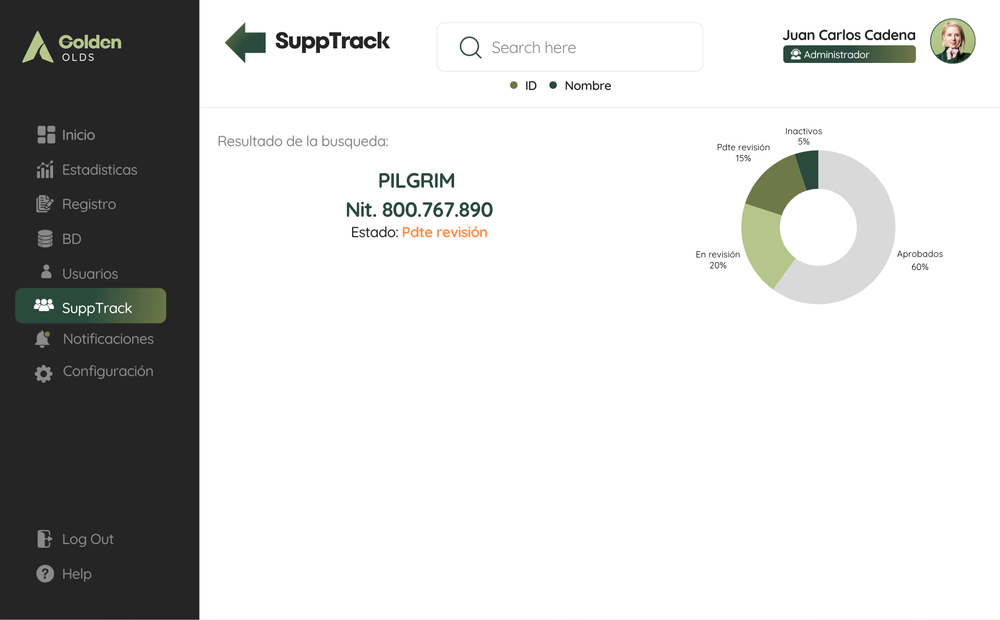 Golden
OLDS
Inicio
Estadisticas
Registro
BD
Usuarios
SuppTrack
Notificaciones
Configuración
Log Out
Help
SuppTrack
Search here
ID
Nombre
Juan Carlos Cadena
Administrador
Resultado de la busqueda:
PILGRIM
Nit. 800.767.890
Estado: Pdte revisión
Inactivos
5%
Pdte revisión
15%
En revisión
20%
Aprobados
60%